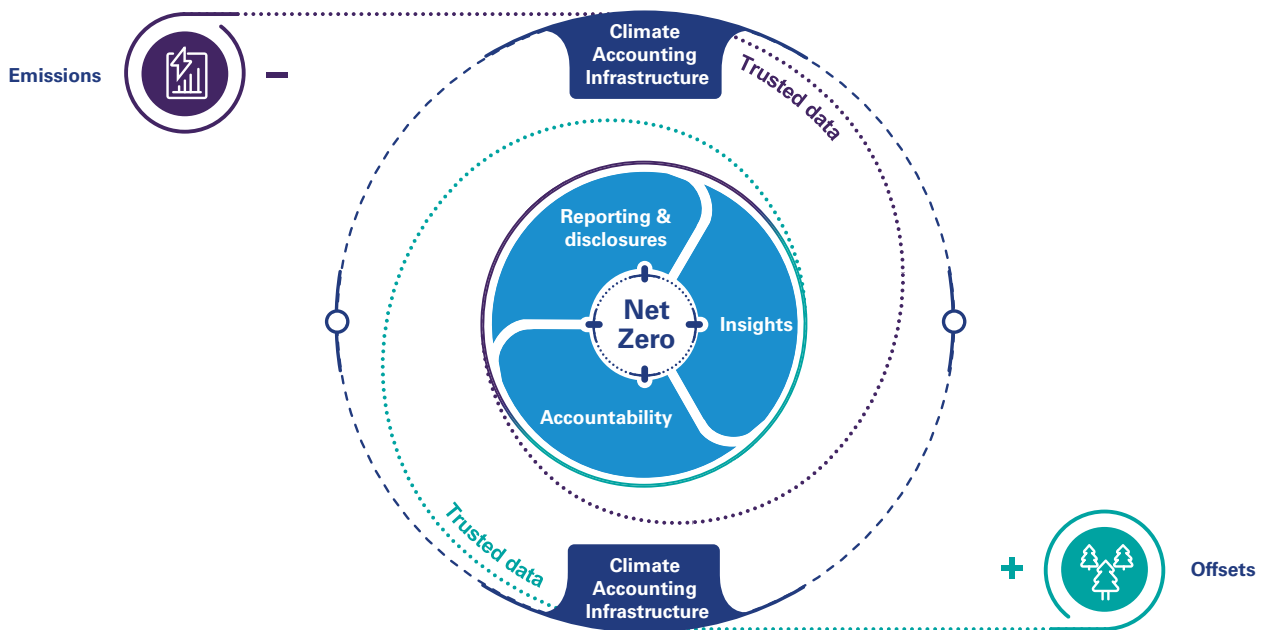 Climate
Accounting
Infrastructure
Emissions
−
Trusted data
Reporting &
disclosures
Net
Zero
Insights
Accountability
Trusted data
Climate
Accounting
Infrastructure
+
Offsets